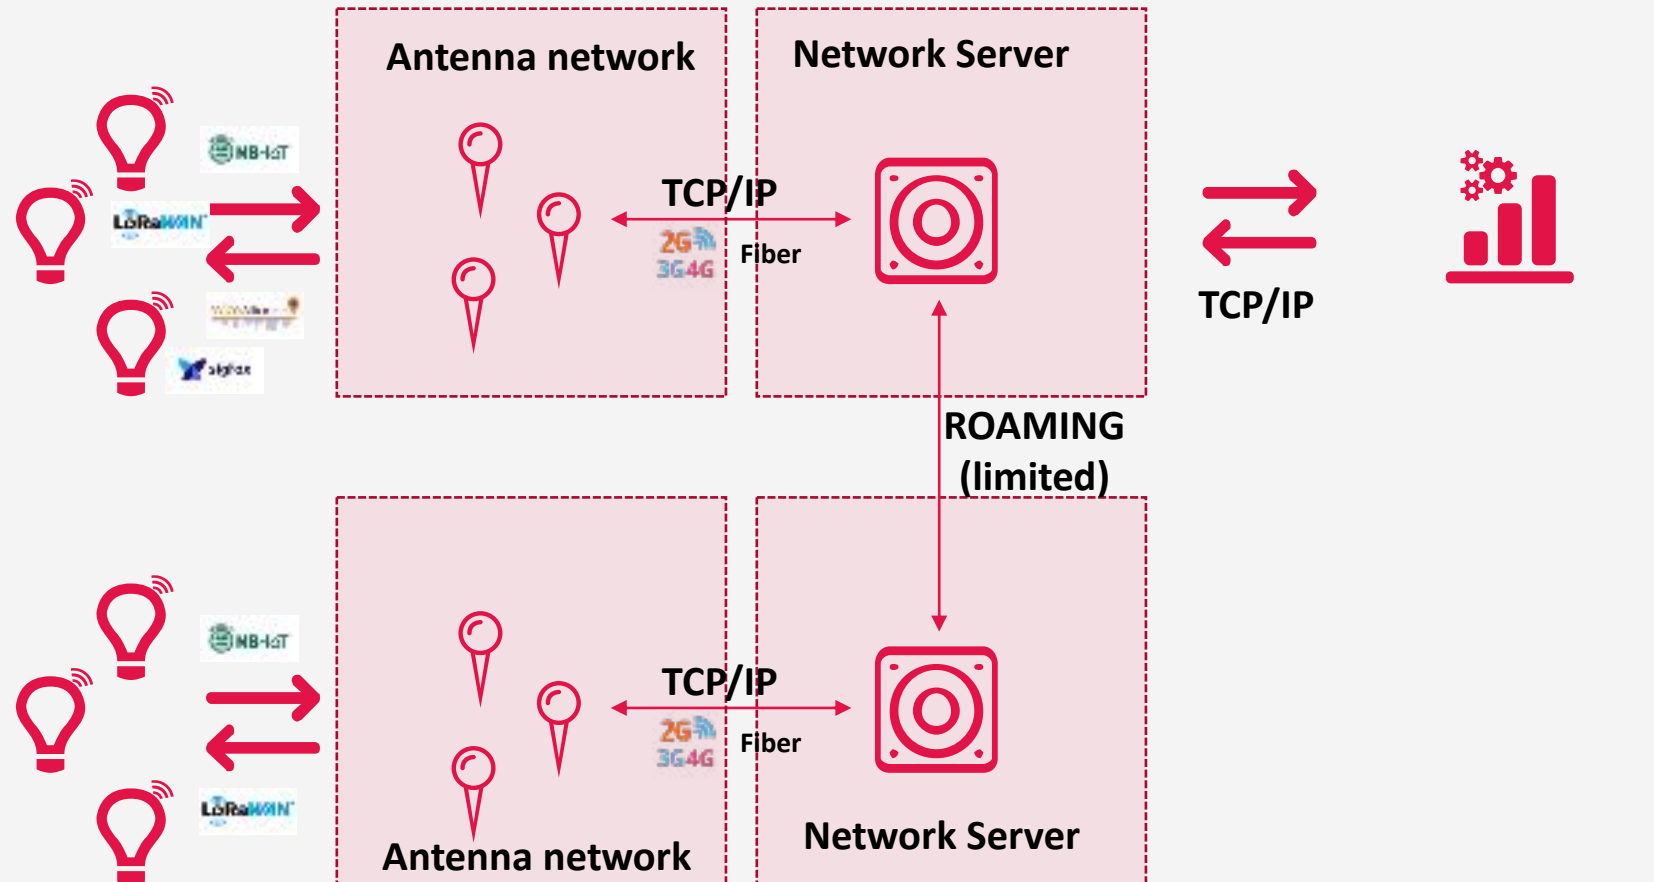 Antenna network
Network Server
NB-IoT
LoRaWAN
TCP/IP
2G
3G4G
Fiber
sigfox
TCP/IP
ROAMING
(limited)
NB-IoT
TCP/IP
2G
3G4G
Fiber
LoRaWAN
Network Server
Antenna network